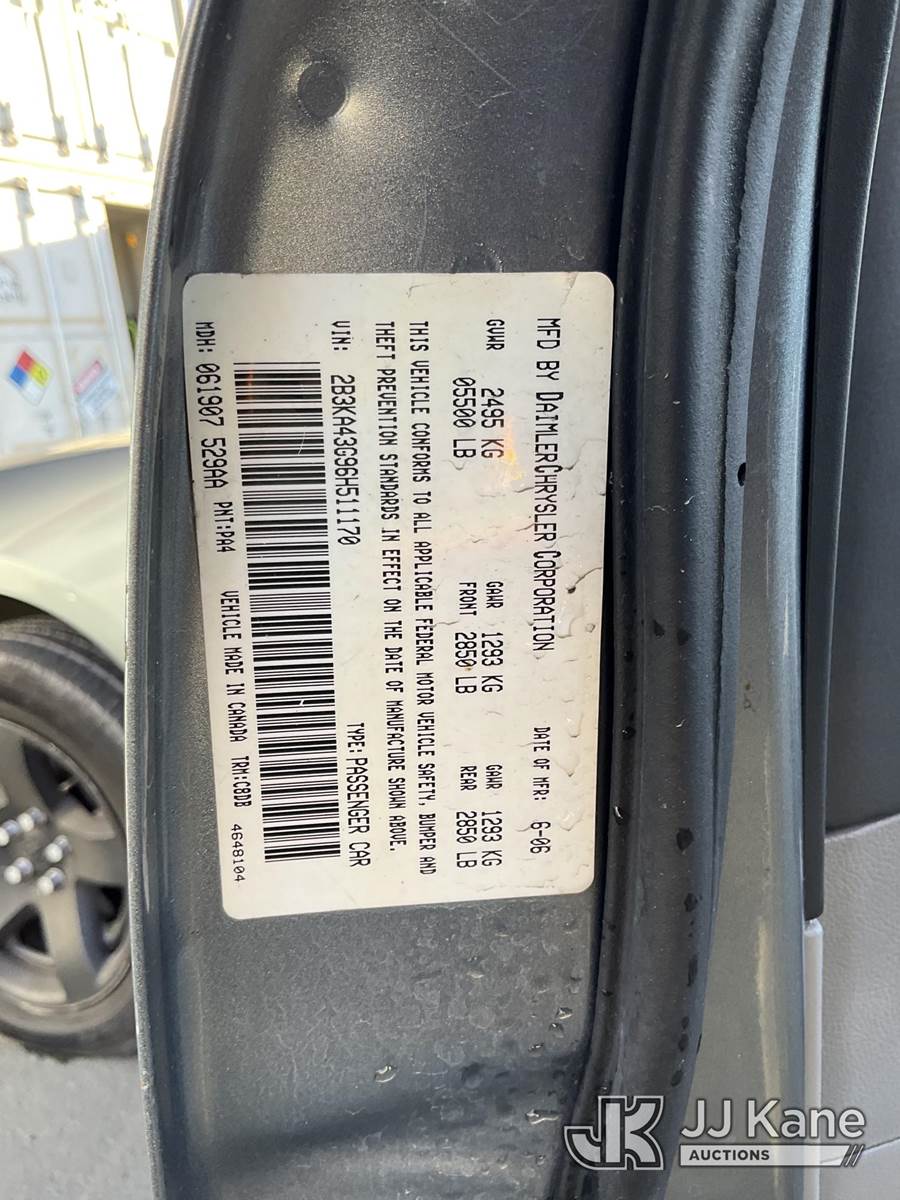 MFD BY DAIMLERCHRYSLER CORPORATION DATE OF MFR: 6-06
GVWR 2495 KG GAWR 1293 KG GAWR 1293 KG
05500 LB FRONT 2850 LB REAR 2850 LB
THIS VEHICLE CONFORMS TO ALL APPLICABLE FEDERAL MOTOR VEHICLE SAFETY, BUMPER AND
THEFT PREVENTION STANDARDS IN EFFECT ON THE DATE OF MANUFACTURE SHOWN ABOVE.
VIN: 2B3KA43G96H511170 TYPE: PASSENGER CAR
MDH: 061907 529AA PNT:PA4 VEHICLE MADE IN CANADA TRM:C8DB 4648104
JK JJ Kane
AUCTIONS